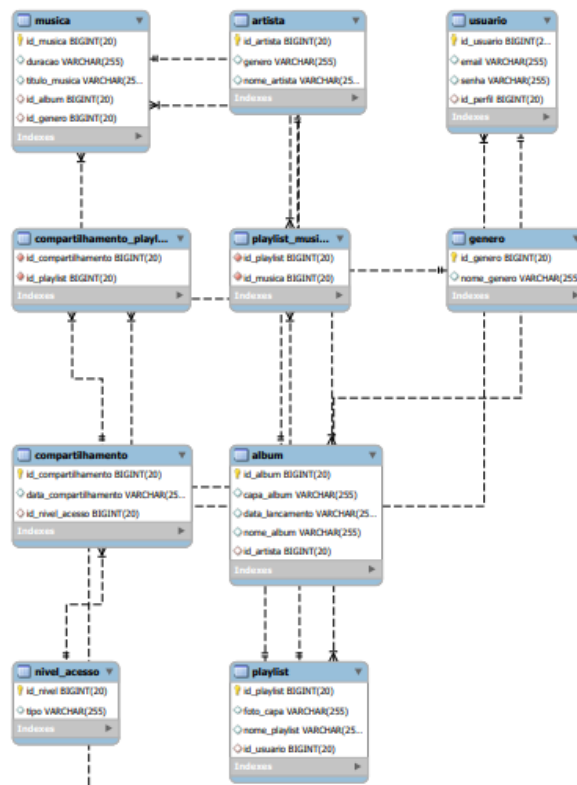 musica
id_musica BIGINT(20)
duracao VARCHAR(255)
titulo_musica VARCHAR(25...
id_album BIGINT(20)
id_genero BIGINT(20)
Indexes
artista
id_artista BIGINT(20)
genero VARCHAR(255)
nome_artista VARCHAR(25...
Indexes
usuario
id_usuario BIGINT(2...
email VARCHAR(255)
senha VARCHAR(255)
id_perfil BIGINT(20)
Indexes
compartilhamento_playl...
id_compartilhamento BIGINT(20)
id_playlist BIGINT(20)
Indexes
playlist_musi...
id_playlist BIGINT(20)
id_musica BIGINT(20)
Indexes
genero
id_genero BIGINT(20)
nome_genero VARCHAR(255)
Indexes
compartilhamento
id_compartilhamento BIGINT(20)
data_compartilhamento VARCHAR(25...
id_nivel_acesso BIGINT(20)
Indexes
album
id_album BIGINT(20)
capa_album VARCHAR(255)
data_lancamento VARCHAR(25...
nome_album VARCHAR(255)
id_artista BIGINT(20)
Indexes
nivel_acesso
id_nivel BIGINT(20)
tipo VARCHAR(255)
Indexes
playlist
id_playlist BIGINT(20)
foto_capa VARCHAR(255)
nome_playlist VARCHAR(25...
id_usuario BIGINT(20)
Indexes